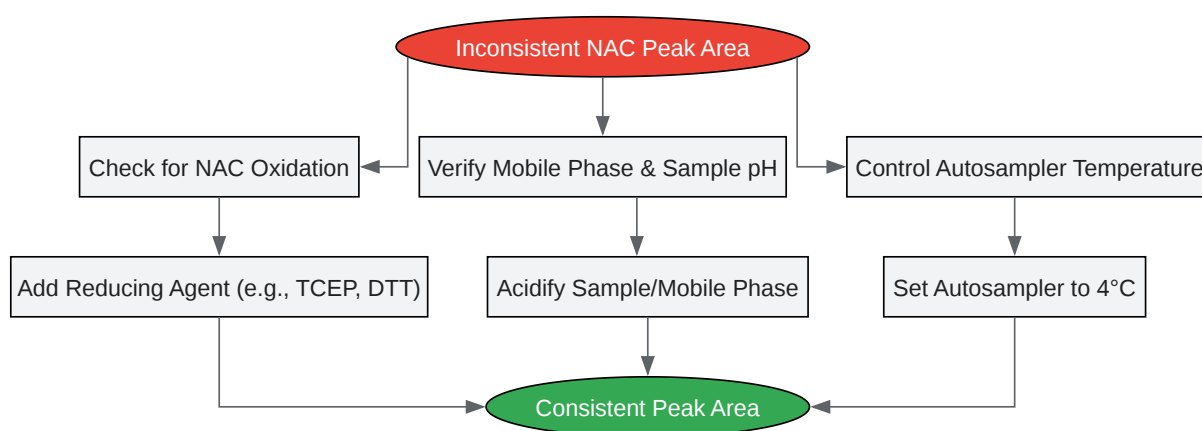 Inconsistent NAC Peak Area
Check for NAC Oxidation
Verify Mobile Phase & Sample pH
Control Autosampler Temperature
Add Reducing Agent (e.g., TCEP, DTT)
Acidify Sample/Mobile Phase
Set Autosampler to 4°C
Consistent Peak Area